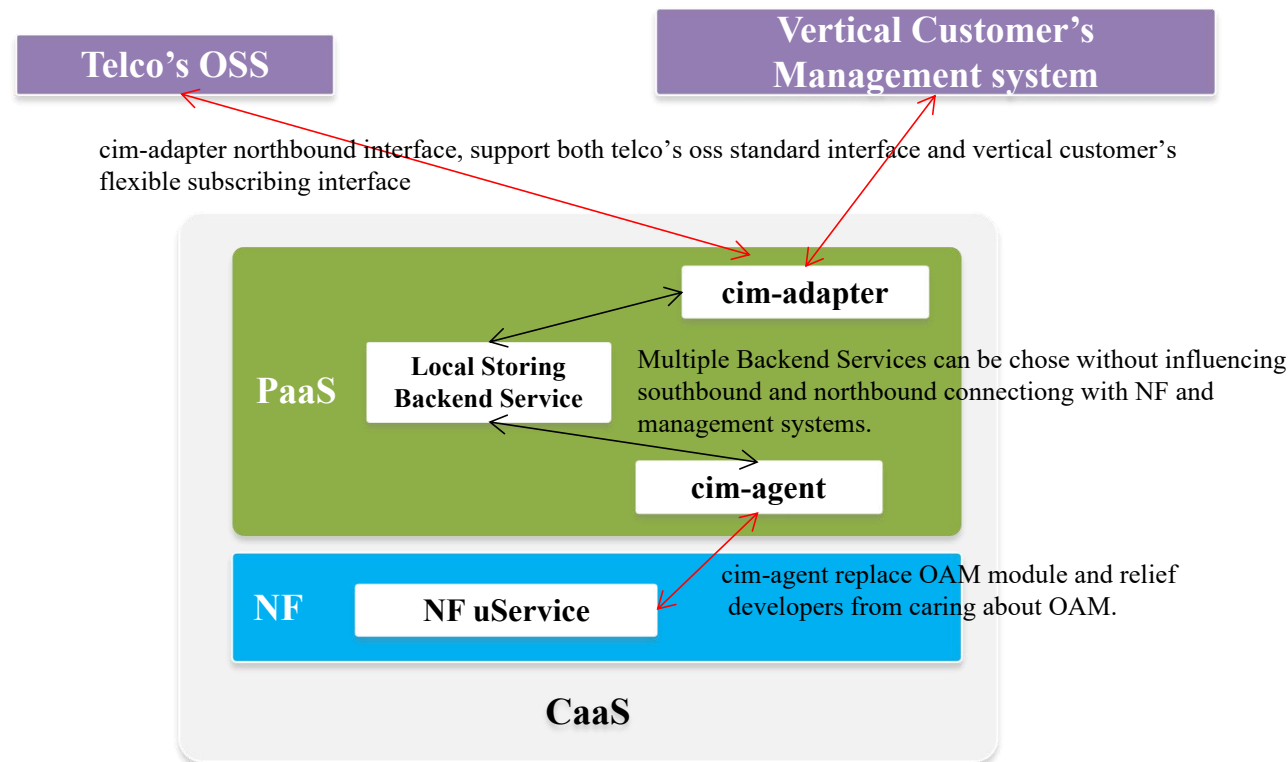 Telco's OSS
Vertical Customer's
Management system
cim-adapter northbound interface, support both telco's oss standard interface and vertical customer's
flexible subscribing interface
cim-adapter
Local Storing
Backend Service
Multiple Backend Services can be chose without influencing
southbound and northbound connectiong with NF and
management systems.
PaaS
cim-agent
cim-agent replace OAM module and relief
developers from caring about OAM.
NF
NF uService
CaaS